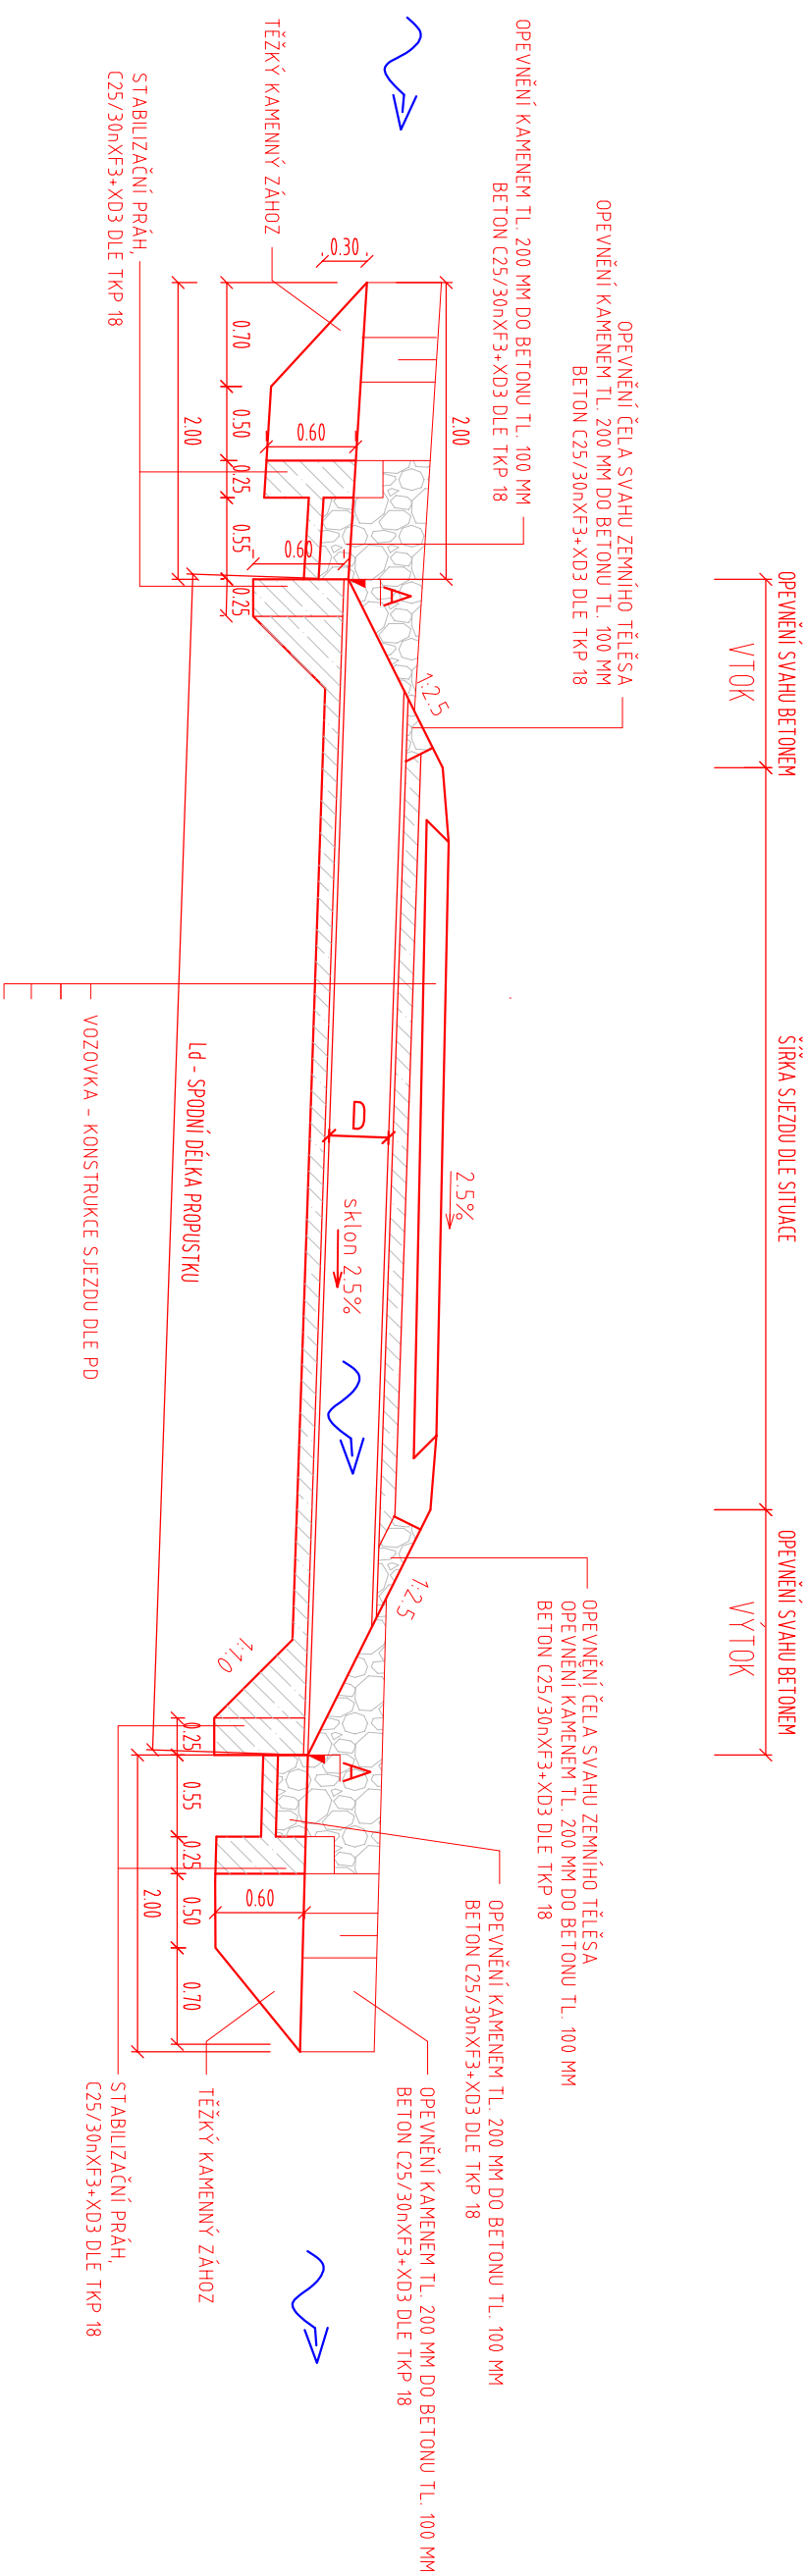 OPEVNĚNÍ SVAHU BETONEM
VTOK
ŠÍŘKA SJEZDU DLE SITUACE
OPEVNĚNÍ SVAHU BETONEM
VÝTOK
OPEVNĚNÍ ČELA SVAHU ZEMNÍHO TĚLĚSA
OPEVNĚNÍ KAMENEM TL. 200 MM DO BETONU TL. 100 MM
BETON C25/30nXF3+XD3 DLE TKP 18
OPEVNĚNÍ KAMENEM TL. 200 MM DO BETONU TL. 100 MM
BETON C25/30nXF3+XD3 DLE TKP 18
OPEVNĚNÍ ČELA SVAHU ZEMNÍHO TĚLĚSA
OPEVNĚNÍ KAMENEM TL. 200 MM DO BETONU TL. 100 MM
BETON C25/30nXF3+XD3 DLE TKP 18
OPEVNĚNÍ KAMENEM TL. 200 MM DO BETONU TL. 100 MM
BETON C25/30nXF3+XD3 DLE TKP 18
OPEVNĚNÍ KAMENEM TL. 200 MM DO BETONU TL. 100 MM
BETON C25/30nXF3+XD3 DLE TKP 18
2.00
2.5%
1:2.5
1:2.5
A
D
sklon 2.5%
A
0.30
0.60
0.60
0.60
1:1.0
TĚŽKÝ KAMENNÝ ZÁHOZ
0.70
0.50
0.25
0.55
0.25
2.00
Ld - SPODNÍ DÉLKA PROPUSTKU
0.25
0.55
0.25
0.50
0.70
2.00
TĚŽKÝ KAMENNÝ ZÁHOZ
STABILIZAČNÍ PRÁH,
C25/30nXF3+XD3 DLE TKP 18
VOZOVKA - KONSTRUKCE SJEZDU DLE PD
STABILIZAČNÍ PRÁH,
C25/30nXF3+XD3 DLE TKP 18